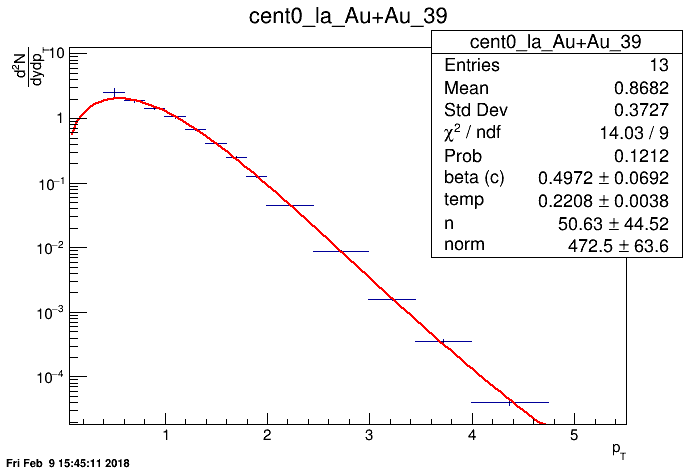 cent0_la_Au+Au_39
d²N
dydp_T
cent0_la_Au+Au_39
Entries 13
Mean 0.8682
Std Dev 0.3727
χ² / ndf 14.03 / 9
Prob 0.1212
beta (c) 0.4972 ± 0.0692
temp 0.2208 ± 0.0038
n 50.63 ± 44.52
norm 472.5 ± 63.6
10
1
10⁻¹
10⁻²
10⁻³
10⁻⁴
1 2 3 4 5
p_T
Fri Feb 9 15:45:11 2018